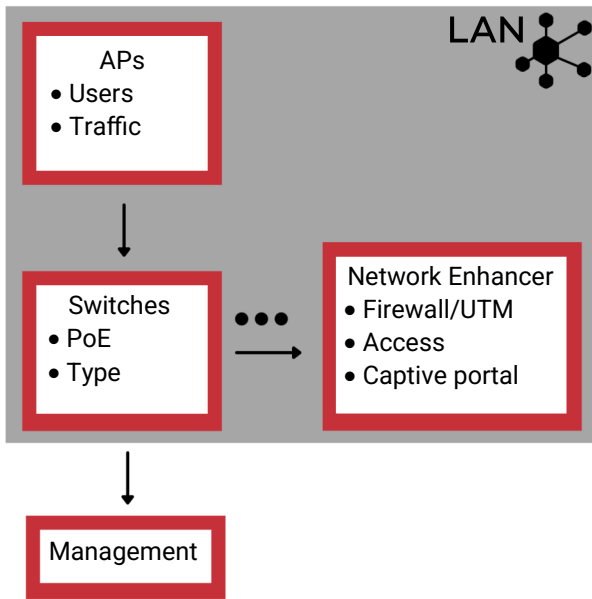 LAN
APs
• Users
• Traffic
Switches
• PoE
• Type
•••
Network Enhancer
• Firewall/UTM
• Access
• Captive portal
Management